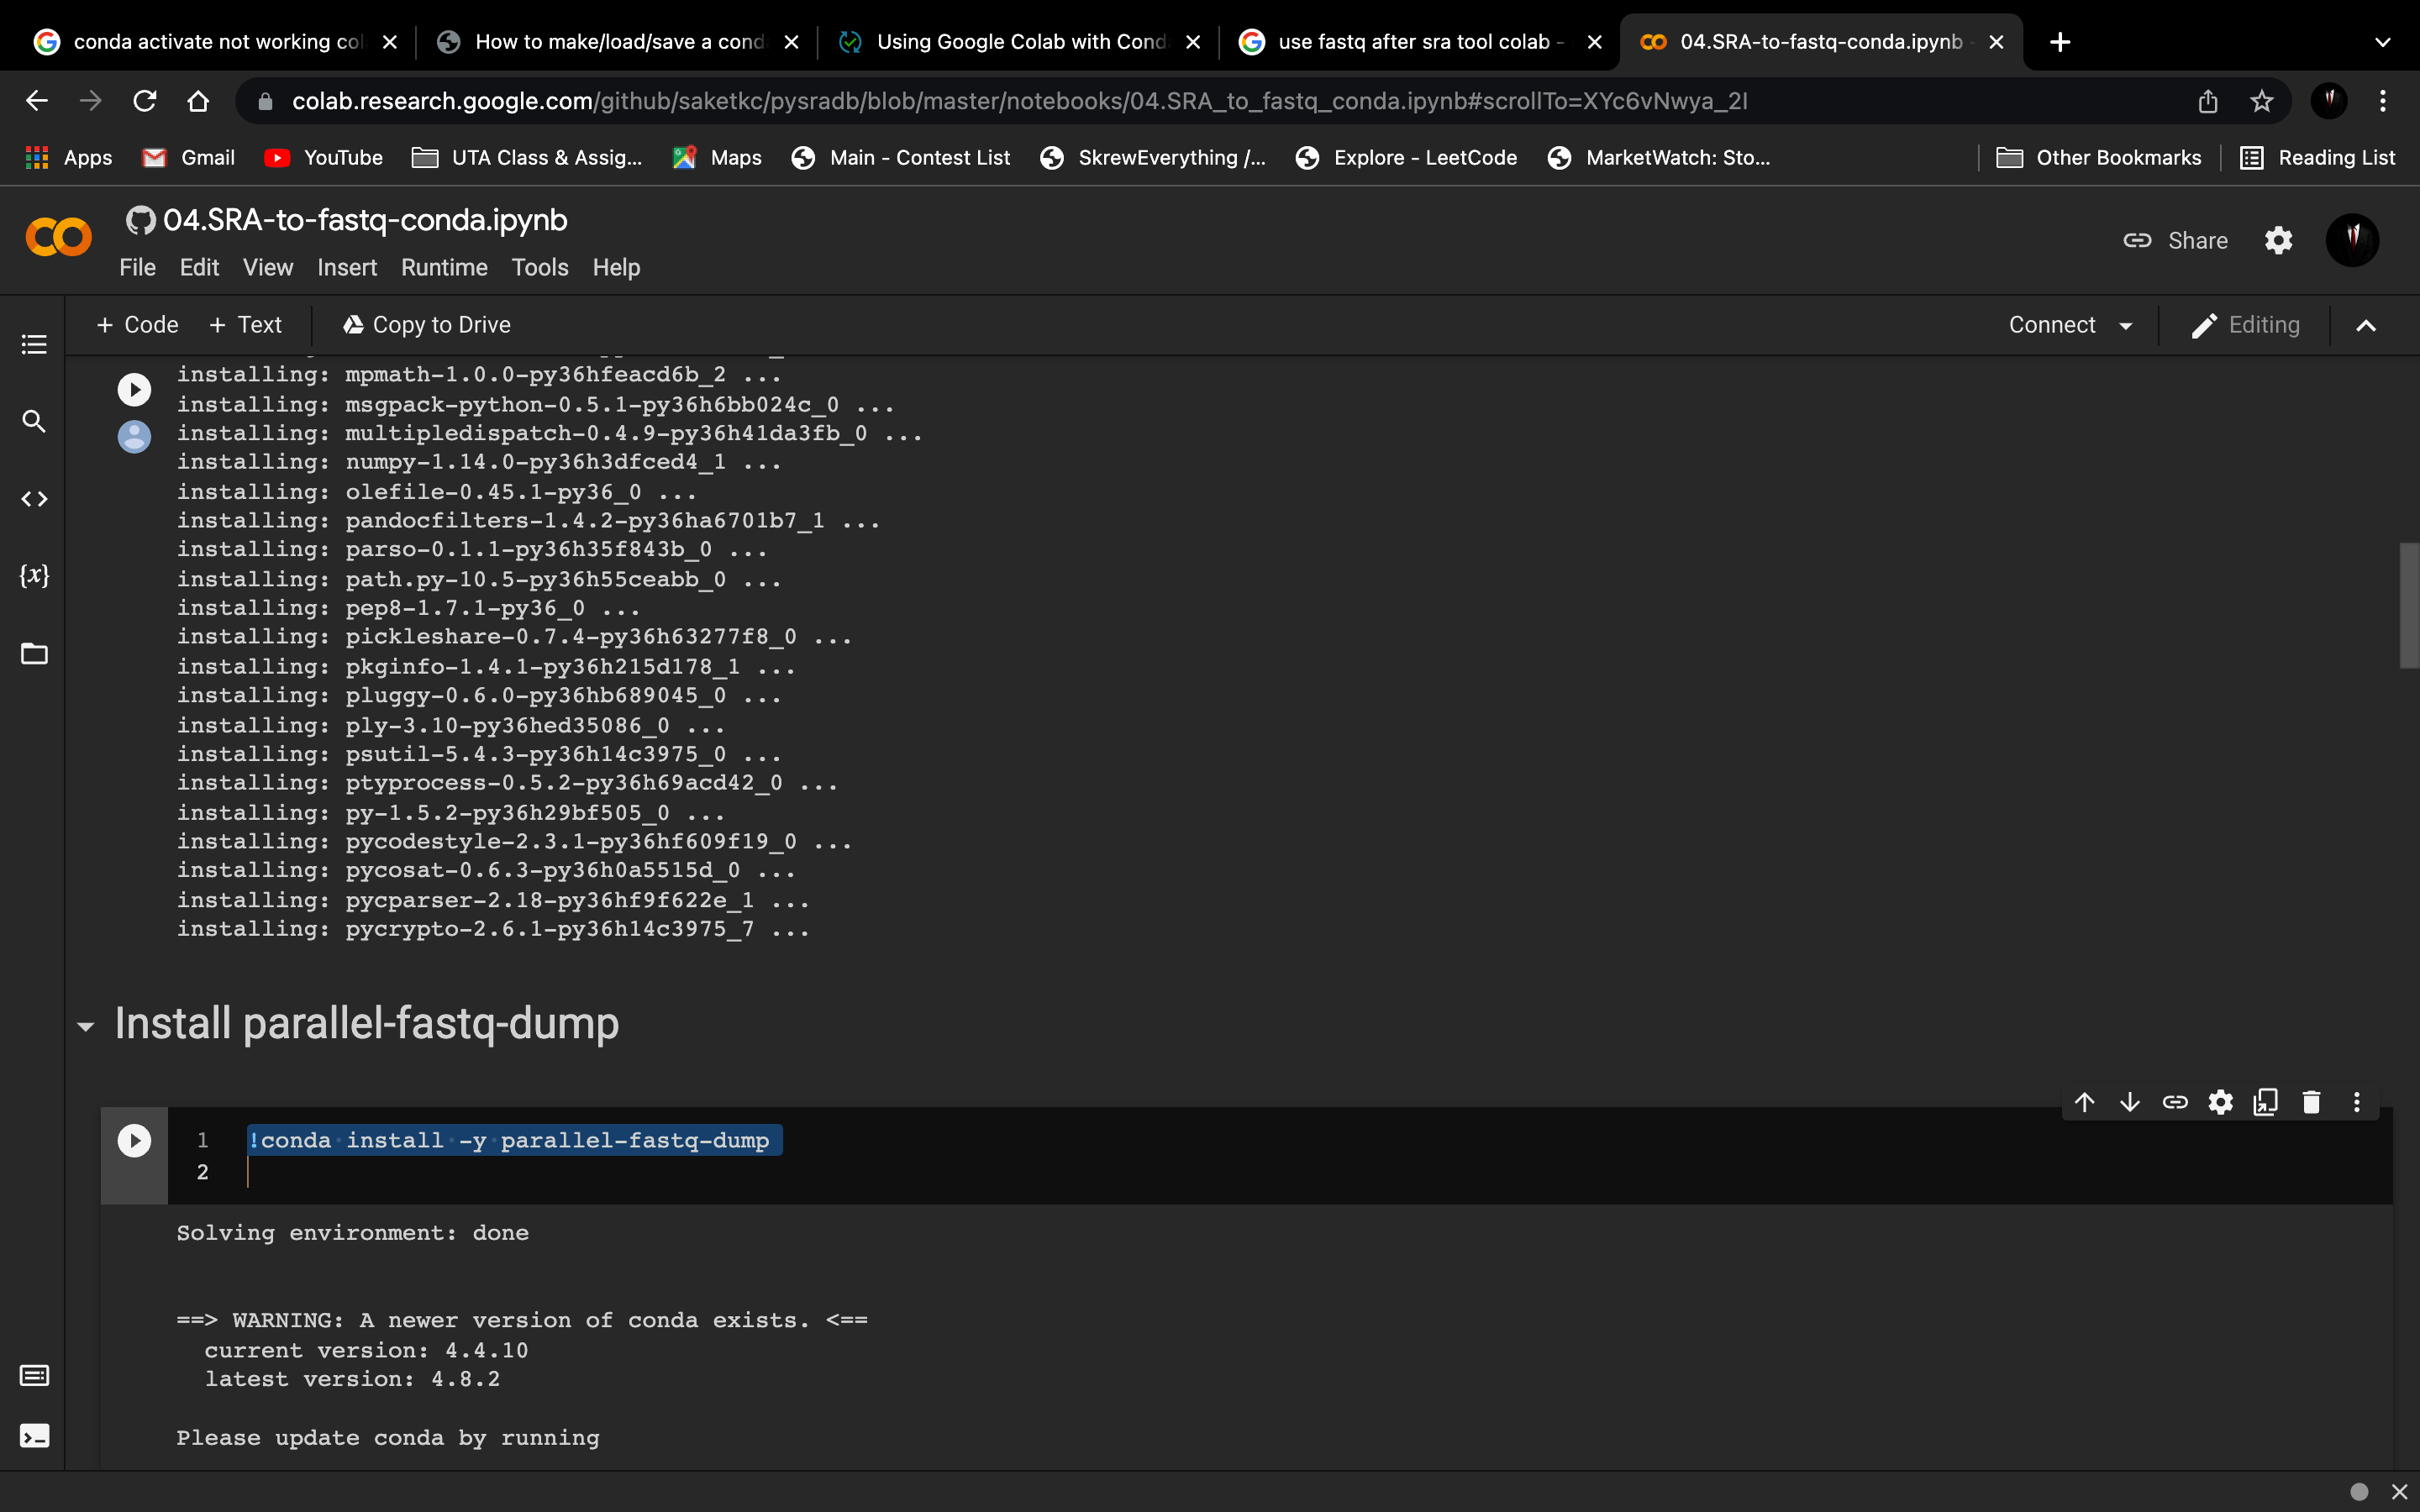 conda activate not working col
How to make/load/save a cond
Using Google Colab with Cond
use fastq after sra tool colab -
04.SRA-to-fastq-conda.ipynb
colab.research.google.com/github/saketkc/pysradb/blob/master/notebooks/04.SRA_to_fastq_conda.ipynb#scrollTo=XYc6vNwya_2I
Apps
Gmail
YouTube
UTA Class & Assig...
Maps
Main - Contest List
SkrewEverything /...
Explore - LeetCode
MarketWatch: Sto...
Other Bookmarks
Reading List
04.SRA-to-fastq-conda.ipynb
Share
File Edit View Insert Runtime Tools Help
+ Code + Text
Copy to Drive
Connect
Editing
installing: mpmath-1.0.0-py36hfeacd6b_2 ...
installing: msgpack-python-0.5.1-py36h6bb024c_0 ...
installing: multipledispatch-0.4.9-py36h41da3fb_0 ...
installing: numpy-1.14.0-py36h3dfced4_1 ...
installing: olefile-0.45.1-py36_0 ...
installing: pandocfilters-1.4.2-py36ha6701b7_1 ...
installing: parso-0.1.1-py36h35f843b_0 ...
installing: path.py-10.5-py36h55ceabb_0 ...
installing: pep8-1.7.1-py36_0 ...
installing: pickleshare-0.7.4-py36h63277f8_0 ...
installing: pkginfo-1.4.1-py36h215d178_1 ...
installing: pluggy-0.6.0-py36hb689045_0 ...
installing: ply-3.10-py36hed35086_0 ...
installing: psutil-5.4.3-py36h14c3975_0 ...
installing: ptyprocess-0.5.2-py36h69acd42_0 ...
installing: py-1.5.2-py36h29bf505_0 ...
installing: pycodestyle-2.3.1-py36hf609f19_0 ...
installing: pycosat-0.6.3-py36h0a5515d_0 ...
installing: pycparser-2.18-py36hf9f622e_1 ...
installing: pycrypto-2.6.1-py36h14c3975_7 ...
Install parallel-fastq-dump
1 !conda install -y parallel-fastq-dump
2
Solving environment: done
==> WARNING: A newer version of conda exists. <==
current version: 4.4.10
latest version: 4.8.2
Please update conda by running